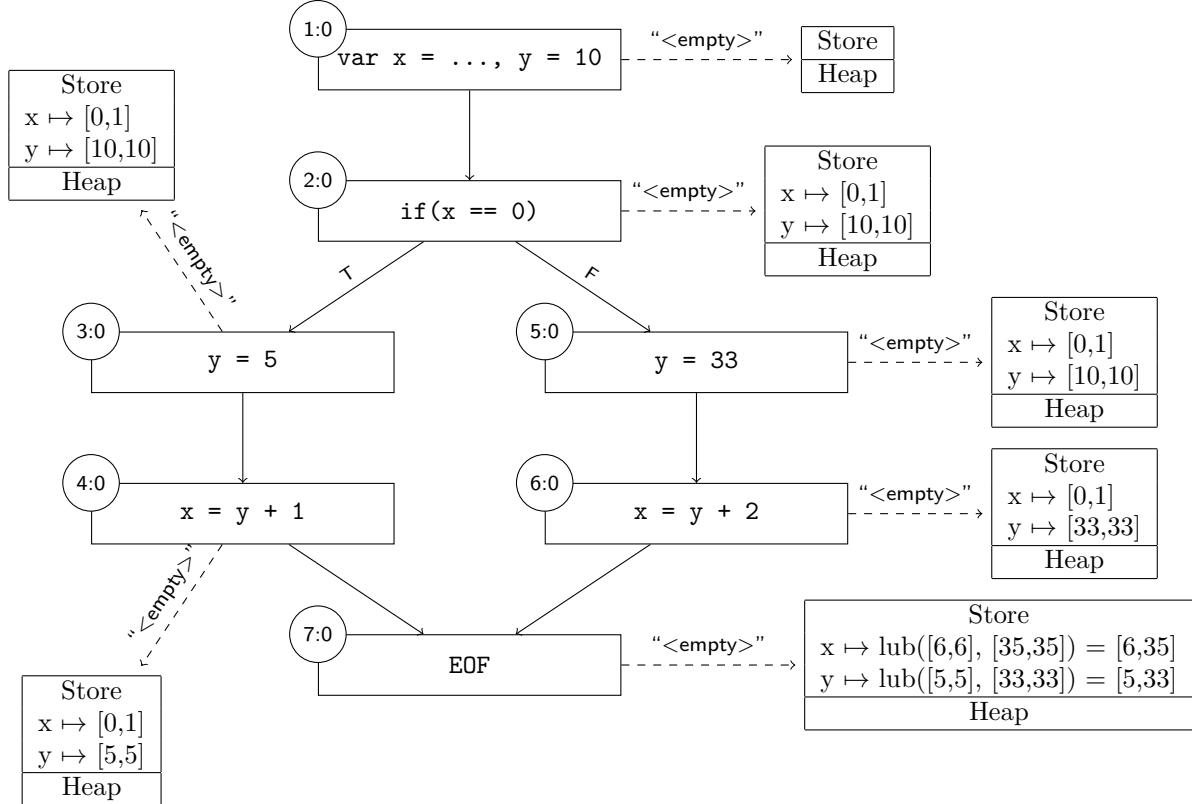 1:0
var x = ..., y = 10
“<empty>”
Store
Heap
Store
x ↦ [0,1]
y ↦ [10,10]
Heap
“<empty>”
2:0
if(x == 0)
“<empty>”
Store
x ↦ [0,1]
y ↦ [10,10]
Heap
T
F
3:0
y = 5
5:0
y = 33
“<empty>”
Store
x ↦ [0,1]
y ↦ [10,10]
Heap
4:0
x = y + 1
“<empty>”
6:0
x = y + 2
“<empty>”
Store
x ↦ [0,1]
y ↦ [33,33]
Heap
7:0
EOF
“<empty>”
Store
x ↦ lub([6,6], [35,35]) = [6,35]
y ↦ lub([5,5], [33,33]) = [5,33]
Heap
Store
x ↦ [0,1]
y ↦ [5,5]
Heap